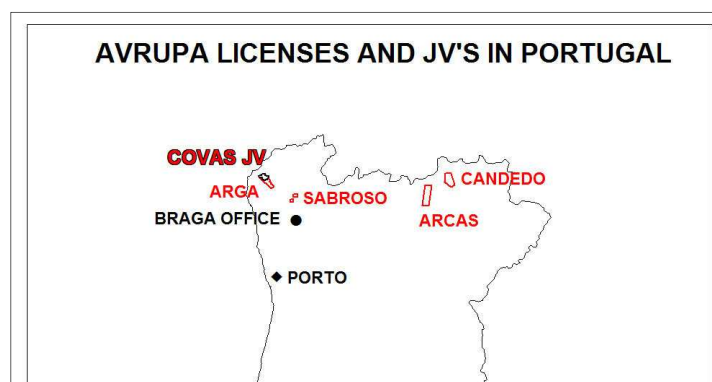 AVRUPA LICENSES AND JV'S IN PORTUGAL
COVAS JV
CANDEDO
ARGA
SABROSO
BRAGA OFFICE
ARCAS
PORTO